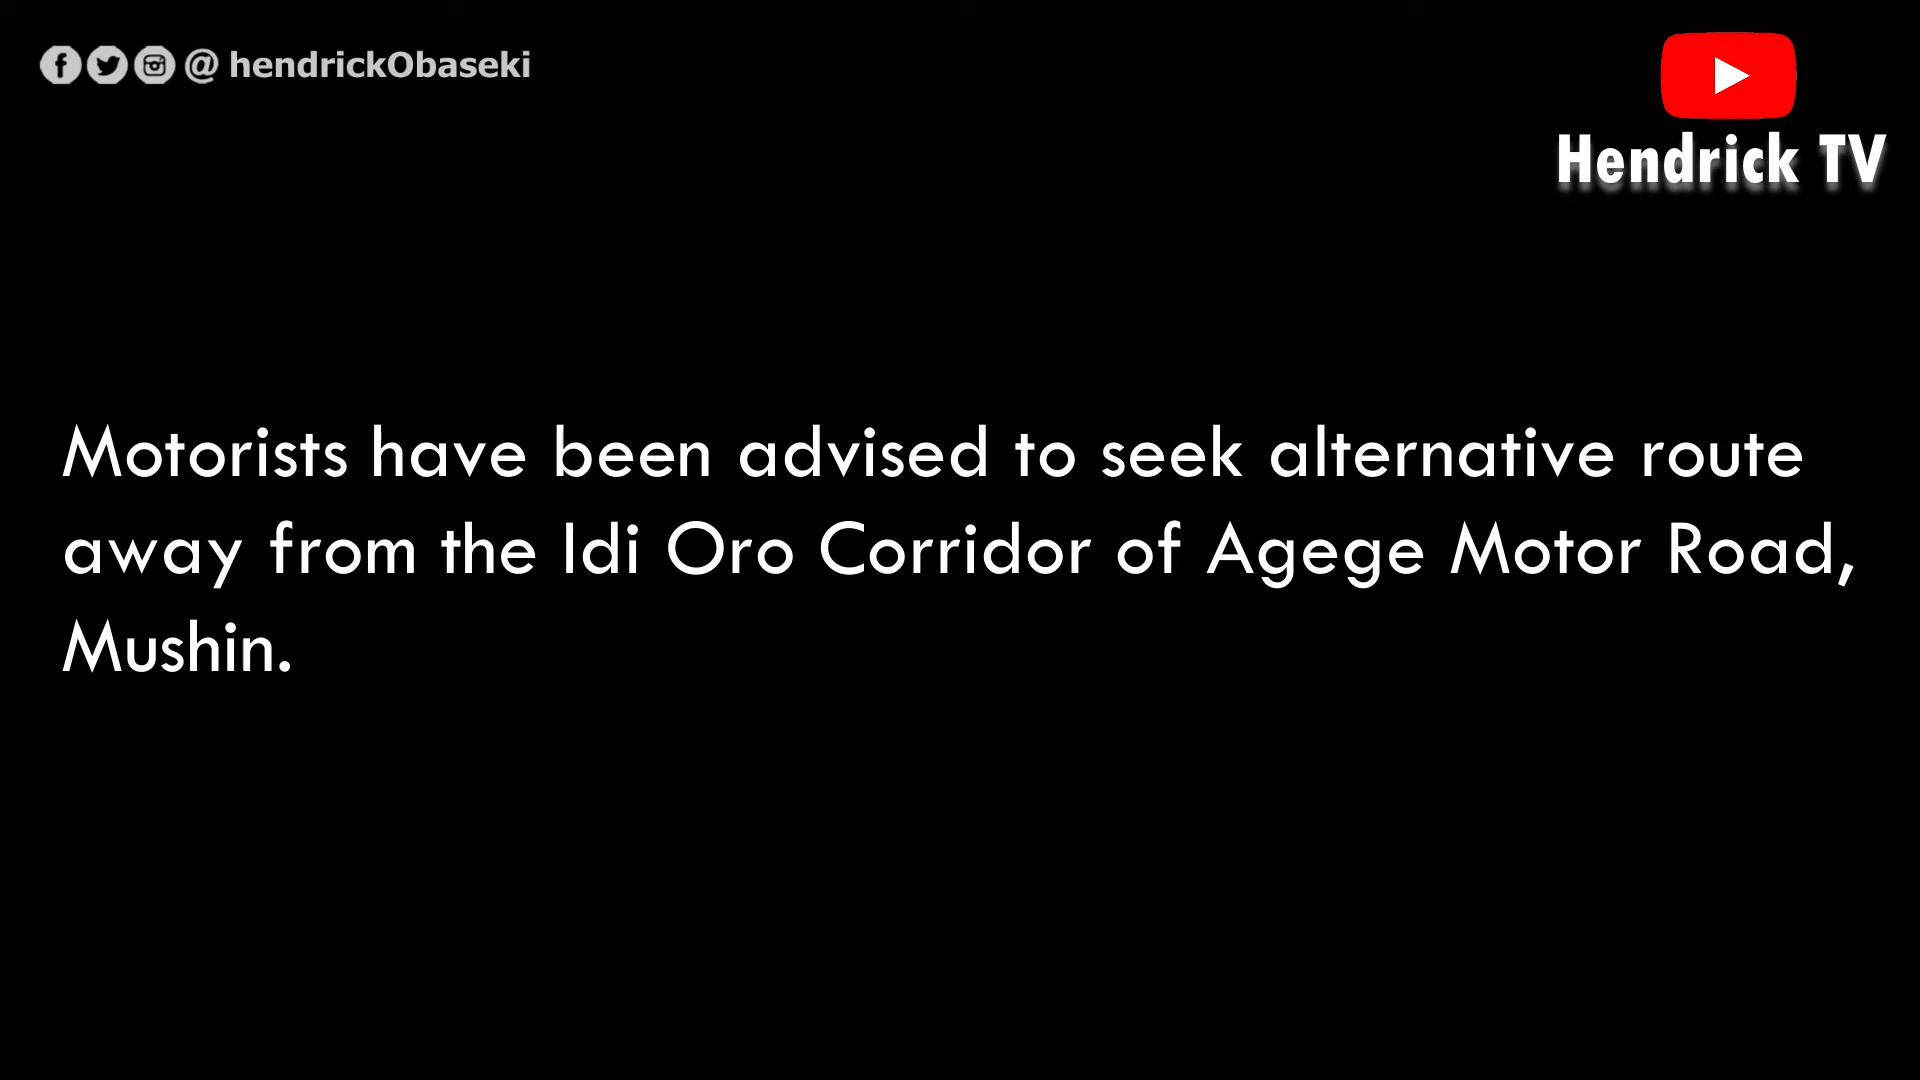 @ hendrickObaseki
Hendrick TV
Motorists have been advised to seek alternative route
away from the Idi Oro Corridor of Agege Motor Road,
Mushin.